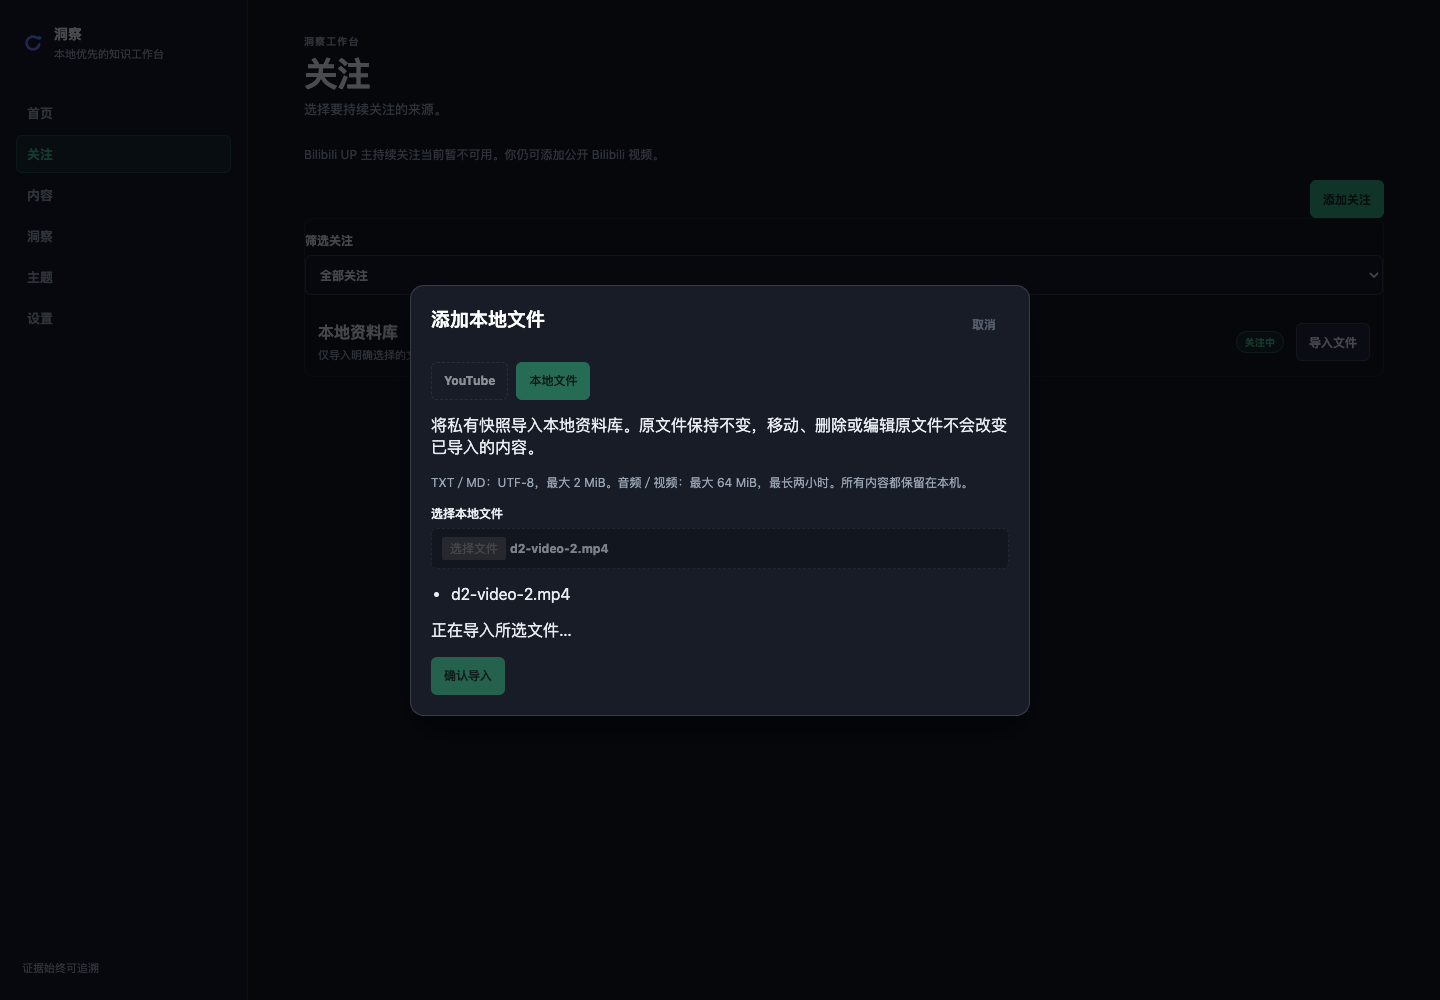 洞察
本地优先的知识工作台
首页
关注
内容
洞察
主题
设置
证据始终可追溯
洞察工作台
关注
选择要持续关注的来源。
Bilibili UP 主持续关注当前暂不可用。你仍可添加公开 Bilibili 视频。
添加关注
筛选关注
全部关注
本地资料库
仅导入明确选择的
关注中
导入文件
添加本地文件
取消
YouTube
本地文件
将私有快照导入本地资料库。原文件保持不变，移动、删除或编辑原文件不会改变
已导入的内容。
TXT / MD：UTF-8，最大 2 MiB。音频 / 视频：最大 64 MiB，最长两小时。所有内容都保留在本机。
选择本地文件
选择文件 d2-video-2.mp4
• d2-video-2.mp4
正在导入所选文件...
确认导入